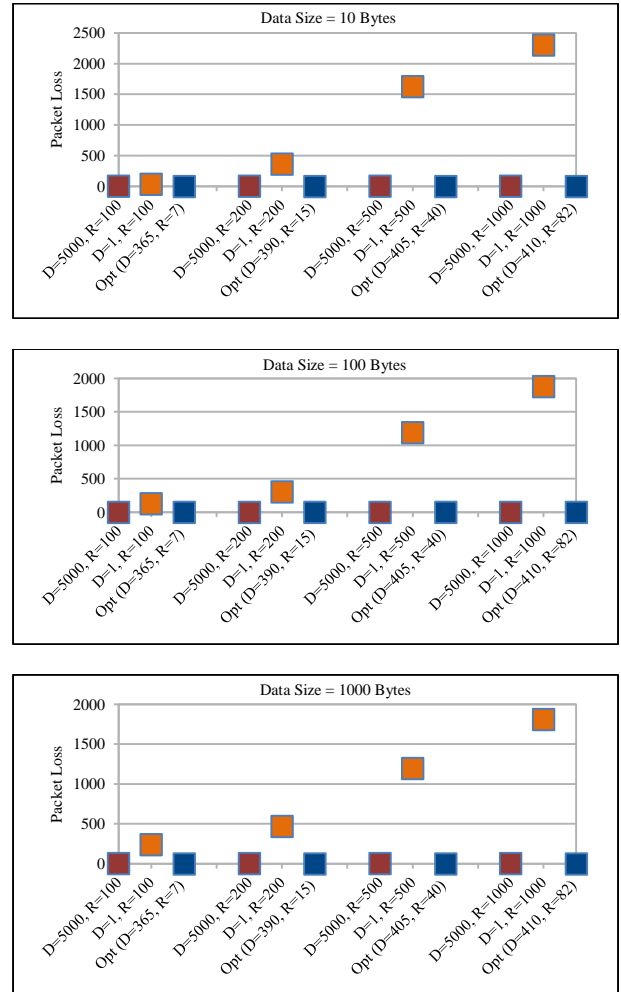 Data Size = 10 Bytes
Packet Loss
2500
2000
1500
1000
500
0
D=5000, R=100
D=1, R=100
Opt (D=365, R=7)
D=5000, R=200
D=1, R=200
Opt (D=390, R=15)
D=5000, R=500
D=1, R=500
Opt (D=405, R=40)
D=5000, R=1000
D=1, R=1000
Opt (D=410, R=82)
Data Size = 100 Bytes
Packet Loss
2000
1500
1000
500
0
D=5000, R=100
D=1, R=100
Opt (D=365, R=7)
D=5000, R=200
D=1, R=200
Opt (D=390, R=15)
D=5000, R=500
D=1, R=500
Opt (D=405, R=40)
D=5000, R=1000
D=1, R=1000
Opt (D=410, R=82)
Data Size = 1000 Bytes
Packet Loss
2000
1500
1000
500
0
D=5000, R=100
D=1, R=100
Opt (D=365, R=7)
D=5000, R=200
D=1, R=200
Opt (D=390, R=15)
D=5000, R=500
D=1, R=500
Opt (D=405, R=40)
D=5000, R=1000
D=1, R=1000
Opt (D=410, R=82)